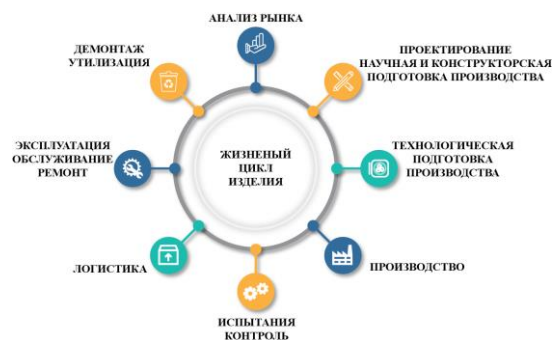 АНАЛИЗ РЫНКА
ПРОЕКТИРОВАНИЕ
НАУЧНАЯ И КОНСТРУКТОРСКАЯ
ПОДГОТОВКА ПРОИЗВОДСТВА
ТЕХНОЛОГИЧЕСКАЯ
ПОДГОТОВКА
ПРОИЗВОДСТВА
ПРОИЗВОДСТВО
ИСПЫТАНИЯ
КОНТРОЛЬ
ЛОГИСТИКА
ЭКСПЛУАТАЦИЯ
ОБСЛУЖИВАНИЕ
РЕМОНТ
ДЕМОНТАЖ
УТИЛИЗАЦИЯ
ЖИЗНЕНЫЙ
ЦИКЛ
ИЗДЕЛИЯ